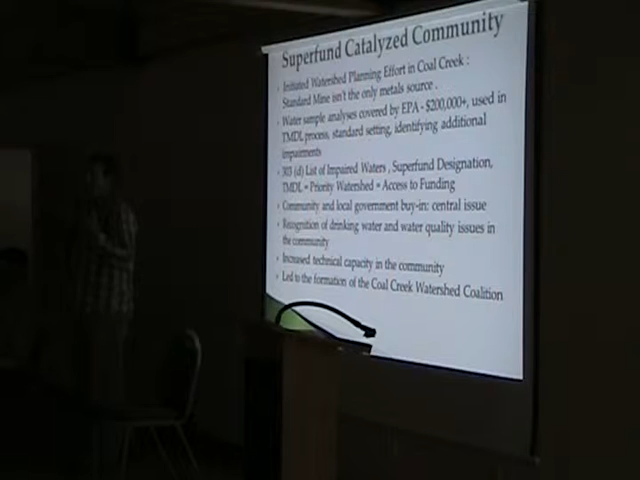 Superfund Catalyzed Community
Initiated Watershed Planning Effort in Coal Creek :
Standard Mine isn't the only metals source .
Water sample analyses covered by EPA - $200,000+, used in
TMDL process, standard setting, identifying additional
impairments
303 (d) List of Impaired Waters , Superfund Designation,
TMDL = Priority Watershed = Access to Funding
Community and local government buy-in: central issue
Recognition of drinking water and water quality issues in
the community
Increased technical capacity in the community
Led to the formation of the Coal Creek Watershed Coalition